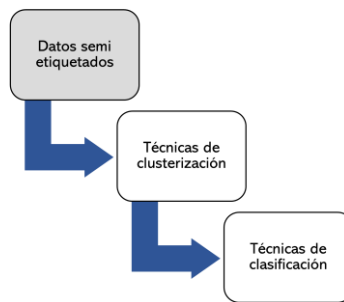 Datos semi
etiquetados
Técnicas de
clusterización
Técnicas de
clasificación